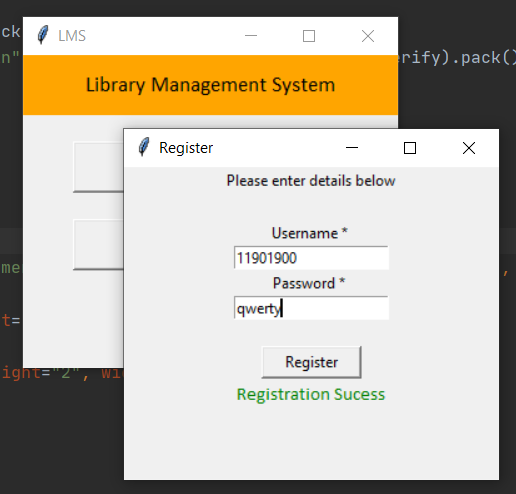 ck
LMS
n"
erify).pack()
Library Management System
Register
Please enter details below
Username *
11901900
Password *
qwerty
me
,
t=
Register
ight="2", wi
Registration Sucess